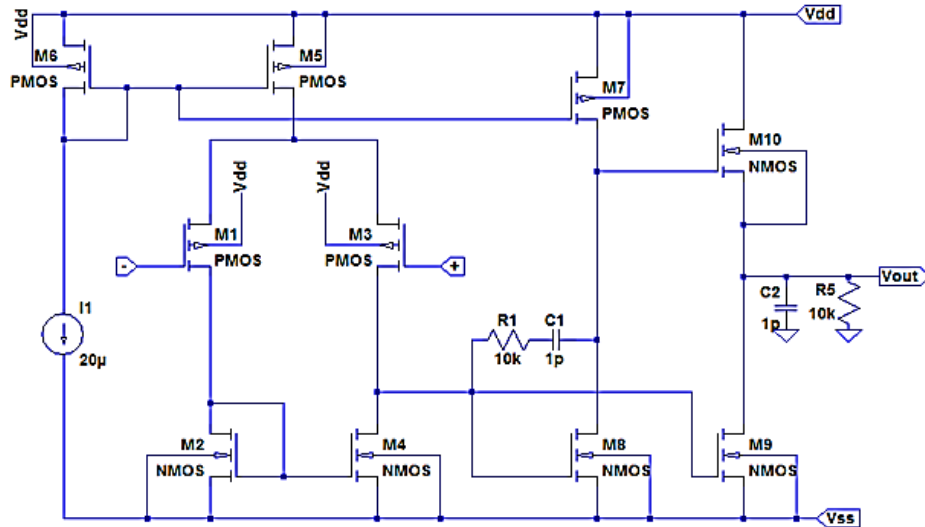 Vdd
Vdd
M6
PMOS
M5
PMOS
M7
PMOS
M10
NMOS
Vdd
Vdd
M1
PMOS
M3
PMOS
-
+
I1
20µ
R1
10k
C1
1p
Vout
C2
1p
R5
10k
M2
NMOS
M4
NMOS
M8
NMOS
M9
NMOS
Vss